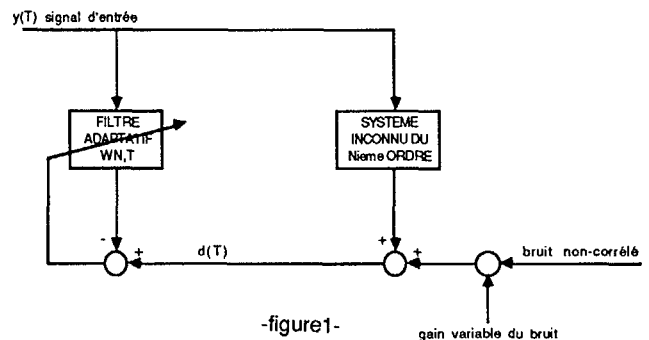 y(T) signal d'entrée
FILTRE
ADAPTATIF
WN,T
SYSTEME
INCONNU DU
Nieme ORDRE
- +
d(T)
+ +
bruit non-corrélé
-figure1-
gain variable du bruit